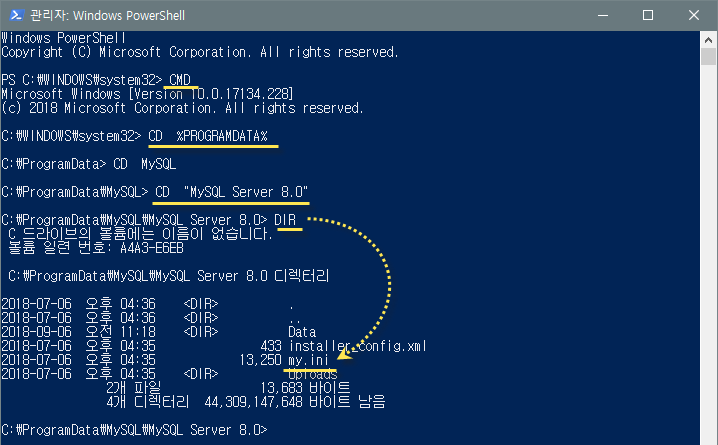 관리자: Windows PowerShell
Windows PowerShell
Copyright (C) Microsoft Corporation. All rights reserved.
PS C:₩WINDOWS₩system32> CMD
Microsoft Windows [Version 10.0.17134.228]
(c) 2018 Microsoft Corporation. All rights reserved.
C:₩WINDOWS₩system32> CD  %PROGRAMDATA%
C:₩ProgramData> CD  MySQL
C:₩ProgramData₩MySQL> CD  "MySQL Server 8.0"
C:₩ProgramData₩MySQL₩MySQL Server 8.0> DIR
C 드라이브의 볼륨에는 이름이 없습니다.
볼륨 일련 번호: A4A3-E6EB
C:₩ProgramData₩MySQL₩MySQL Server 8.0 디렉터리
2018-07-06  오후 04:36    <DIR>          .
2018-07-06  오후 04:36    <DIR>          ..
2018-09-06  오전 11:18    <DIR>          Data
2018-07-06  오후 04:35               433 installer_config.xml
2018-07-06  오후 04:35            13,250 my.ini
2018-07-06  오후 04:35    <DIR>          Uploads
2개 파일              13,683 바이트
4개 디렉터리  44,309,147,648 바이트 남음
C:₩ProgramData₩MySQL₩MySQL Server 8.0>